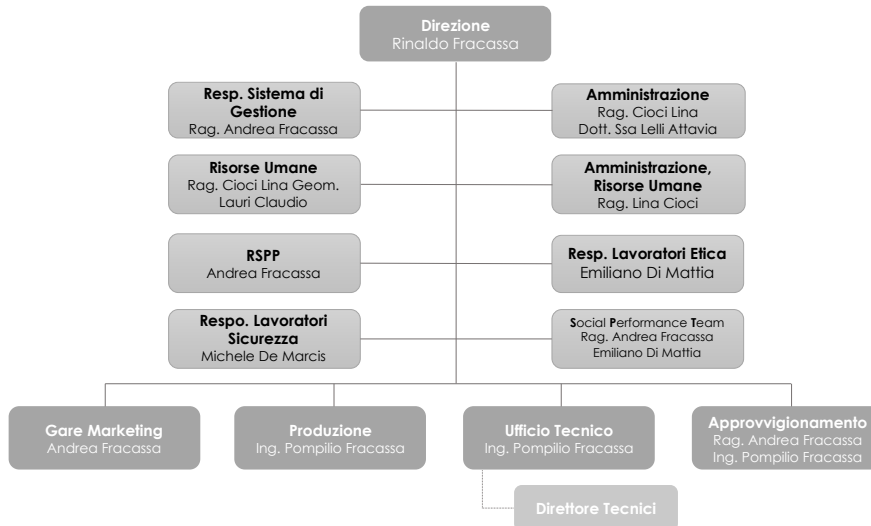 Direzione
Rinaldo Fracassa
Resp. Sistema di
Gestione
Rag. Andrea Fracassa
Amministrazione
Rag. Cioci Lina
Dott. Ssa Lelli Attavia
Risorse Umane
Rag. Cioci Lina Geom.
Lauri Claudio
Amministrazione,
Risorse Umane
Rag. Lina Cioci
RSPP
Andrea Fracassa
Resp. Lavoratori Etica
Emiliano Di Mattia
Respo. Lavoratori
Sicurezza
Michele De Marcis
Social Performance Team
Rag. Andrea Fracassa
Emiliano Di Mattia
Gare Marketing
Andrea Fracassa
Produzione
Ing. Pompilio Fracassa
Ufficio Tecnico
Ing. Pompilio Fracassa
Approvvigionamento
Rag. Andrea Fracassa
Ing. Pompilio Fracassa
Direttore Tecnici